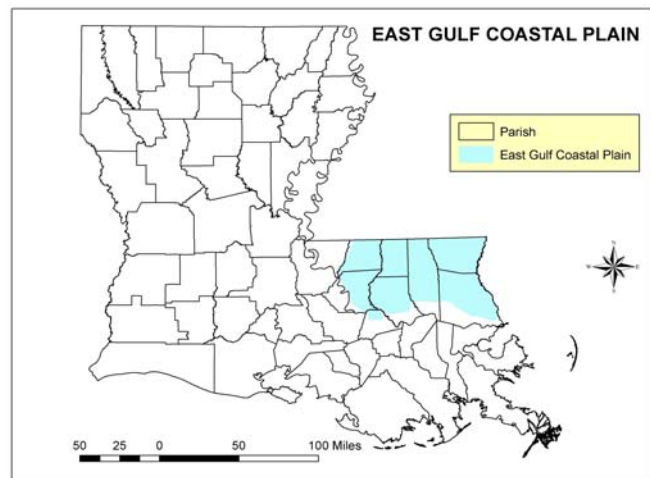 EAST GULF COASTAL PLAIN
Parish
East Gulf Coastal Plain
N
W E
S
50 25 0 50 100 Miles